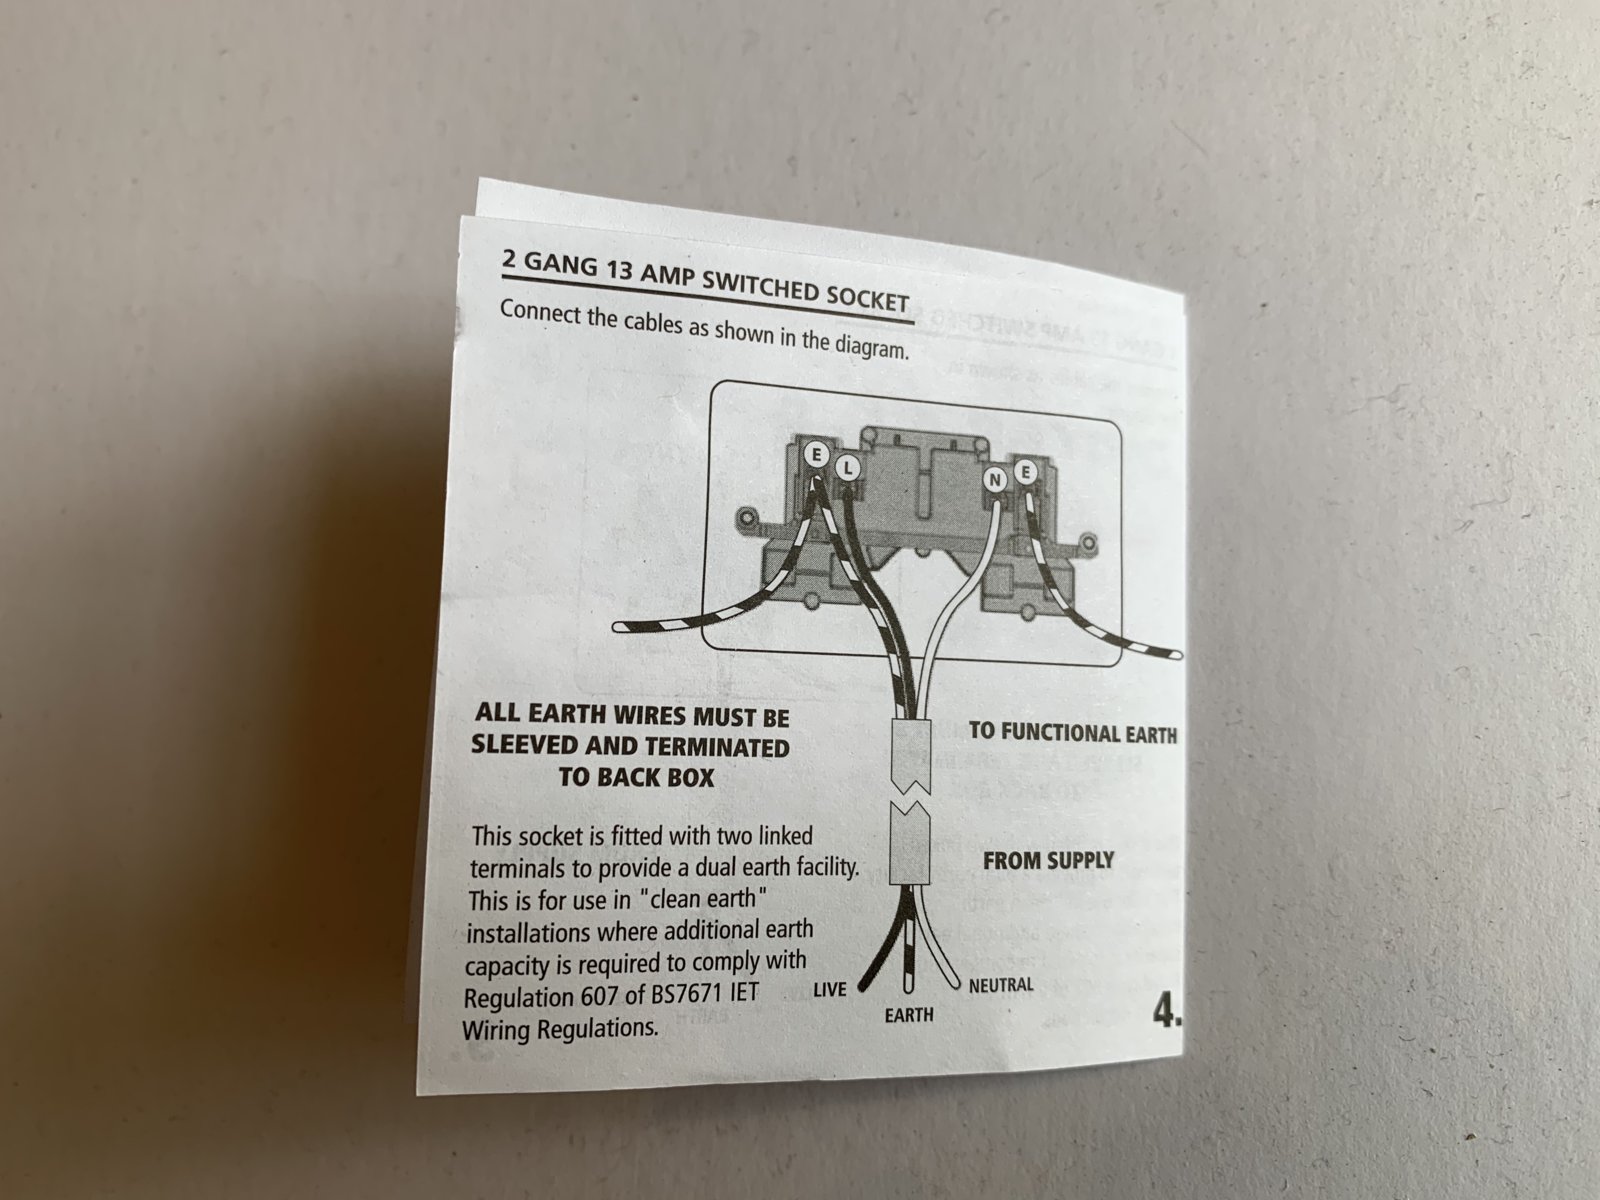 2 GANG 13 AMP SWITCHED SOCKET
Connect the cables as shown in the diagram.
E
L
N
E
ALL EARTH WIRES MUST BE
SLEEVED AND TERMINATED
TO BACK BOX
TO FUNCTIONAL EARTH
This socket is fitted with two linked
terminals to provide a dual earth facility.
This is for use in "clean earth"
installations where additional earth
capacity is required to comply with
Regulation 607 of BS7671 IET
Wiring Regulations.
FROM SUPPLY
LIVE
EARTH
NEUTRAL
4.